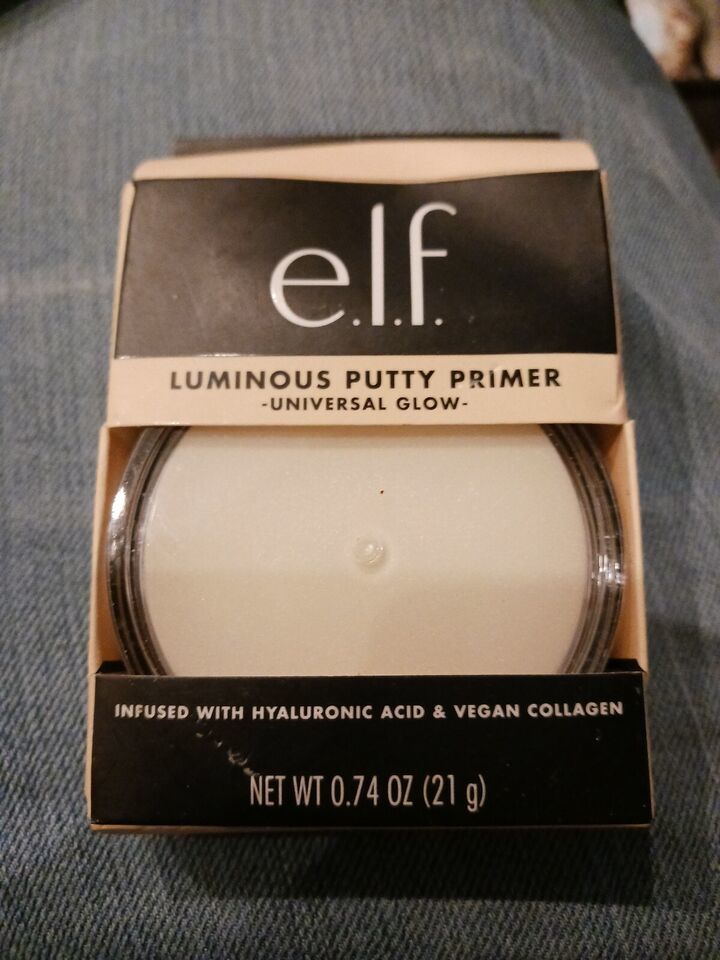 e.l.f.
LUMINOUS PUTTY PRIMER
-UNIVERSAL GLOW-
INFUSED WITH HYALURONIC ACID & VEGAN COLLAGEN
NET WT 0.74 OZ (21 g)